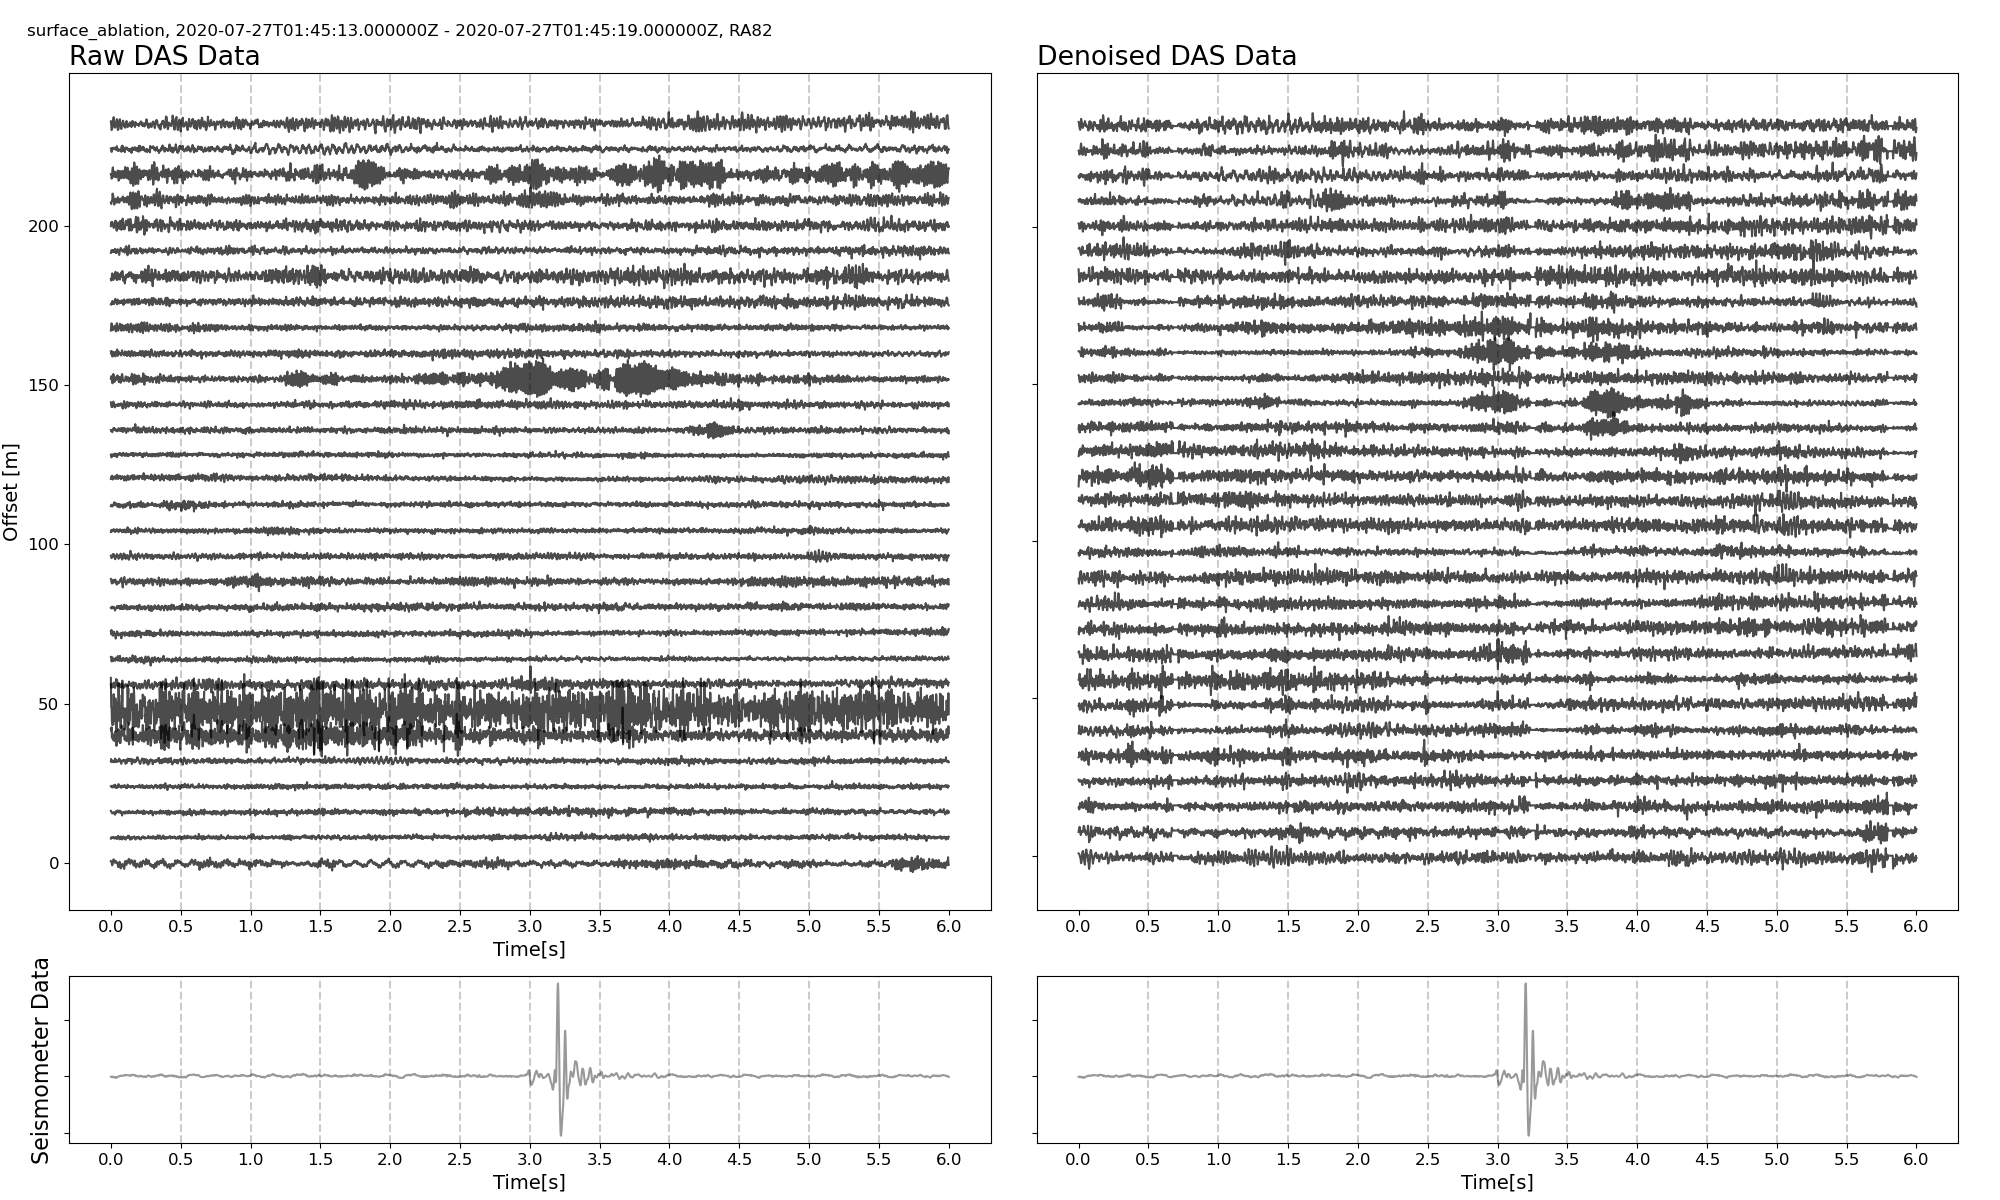 surface_ablation, 2020-07-27T01:45:13.000000Z - 2020-07-27T01:45:19.000000Z, RA82
Raw DAS Data
Denoised DAS Data
Offset [m]
200
150
100
50
0
0.0 0.5 1.0 1.5 2.0 2.5 3.0 3.5 4.0 4.5 5.0 5.5 6.0
Time[s]
0.0 0.5 1.0 1.5 2.0 2.5 3.0 3.5 4.0 4.5 5.0 5.5 6.0
Seismometer Data
0.0 0.5 1.0 1.5 2.0 2.5 3.0 3.5 4.0 4.5 5.0 5.5 6.0
Time[s]
0.0 0.5 1.0 1.5 2.0 2.5 3.0 3.5 4.0 4.5 5.0 5.5 6.0
Time[s]